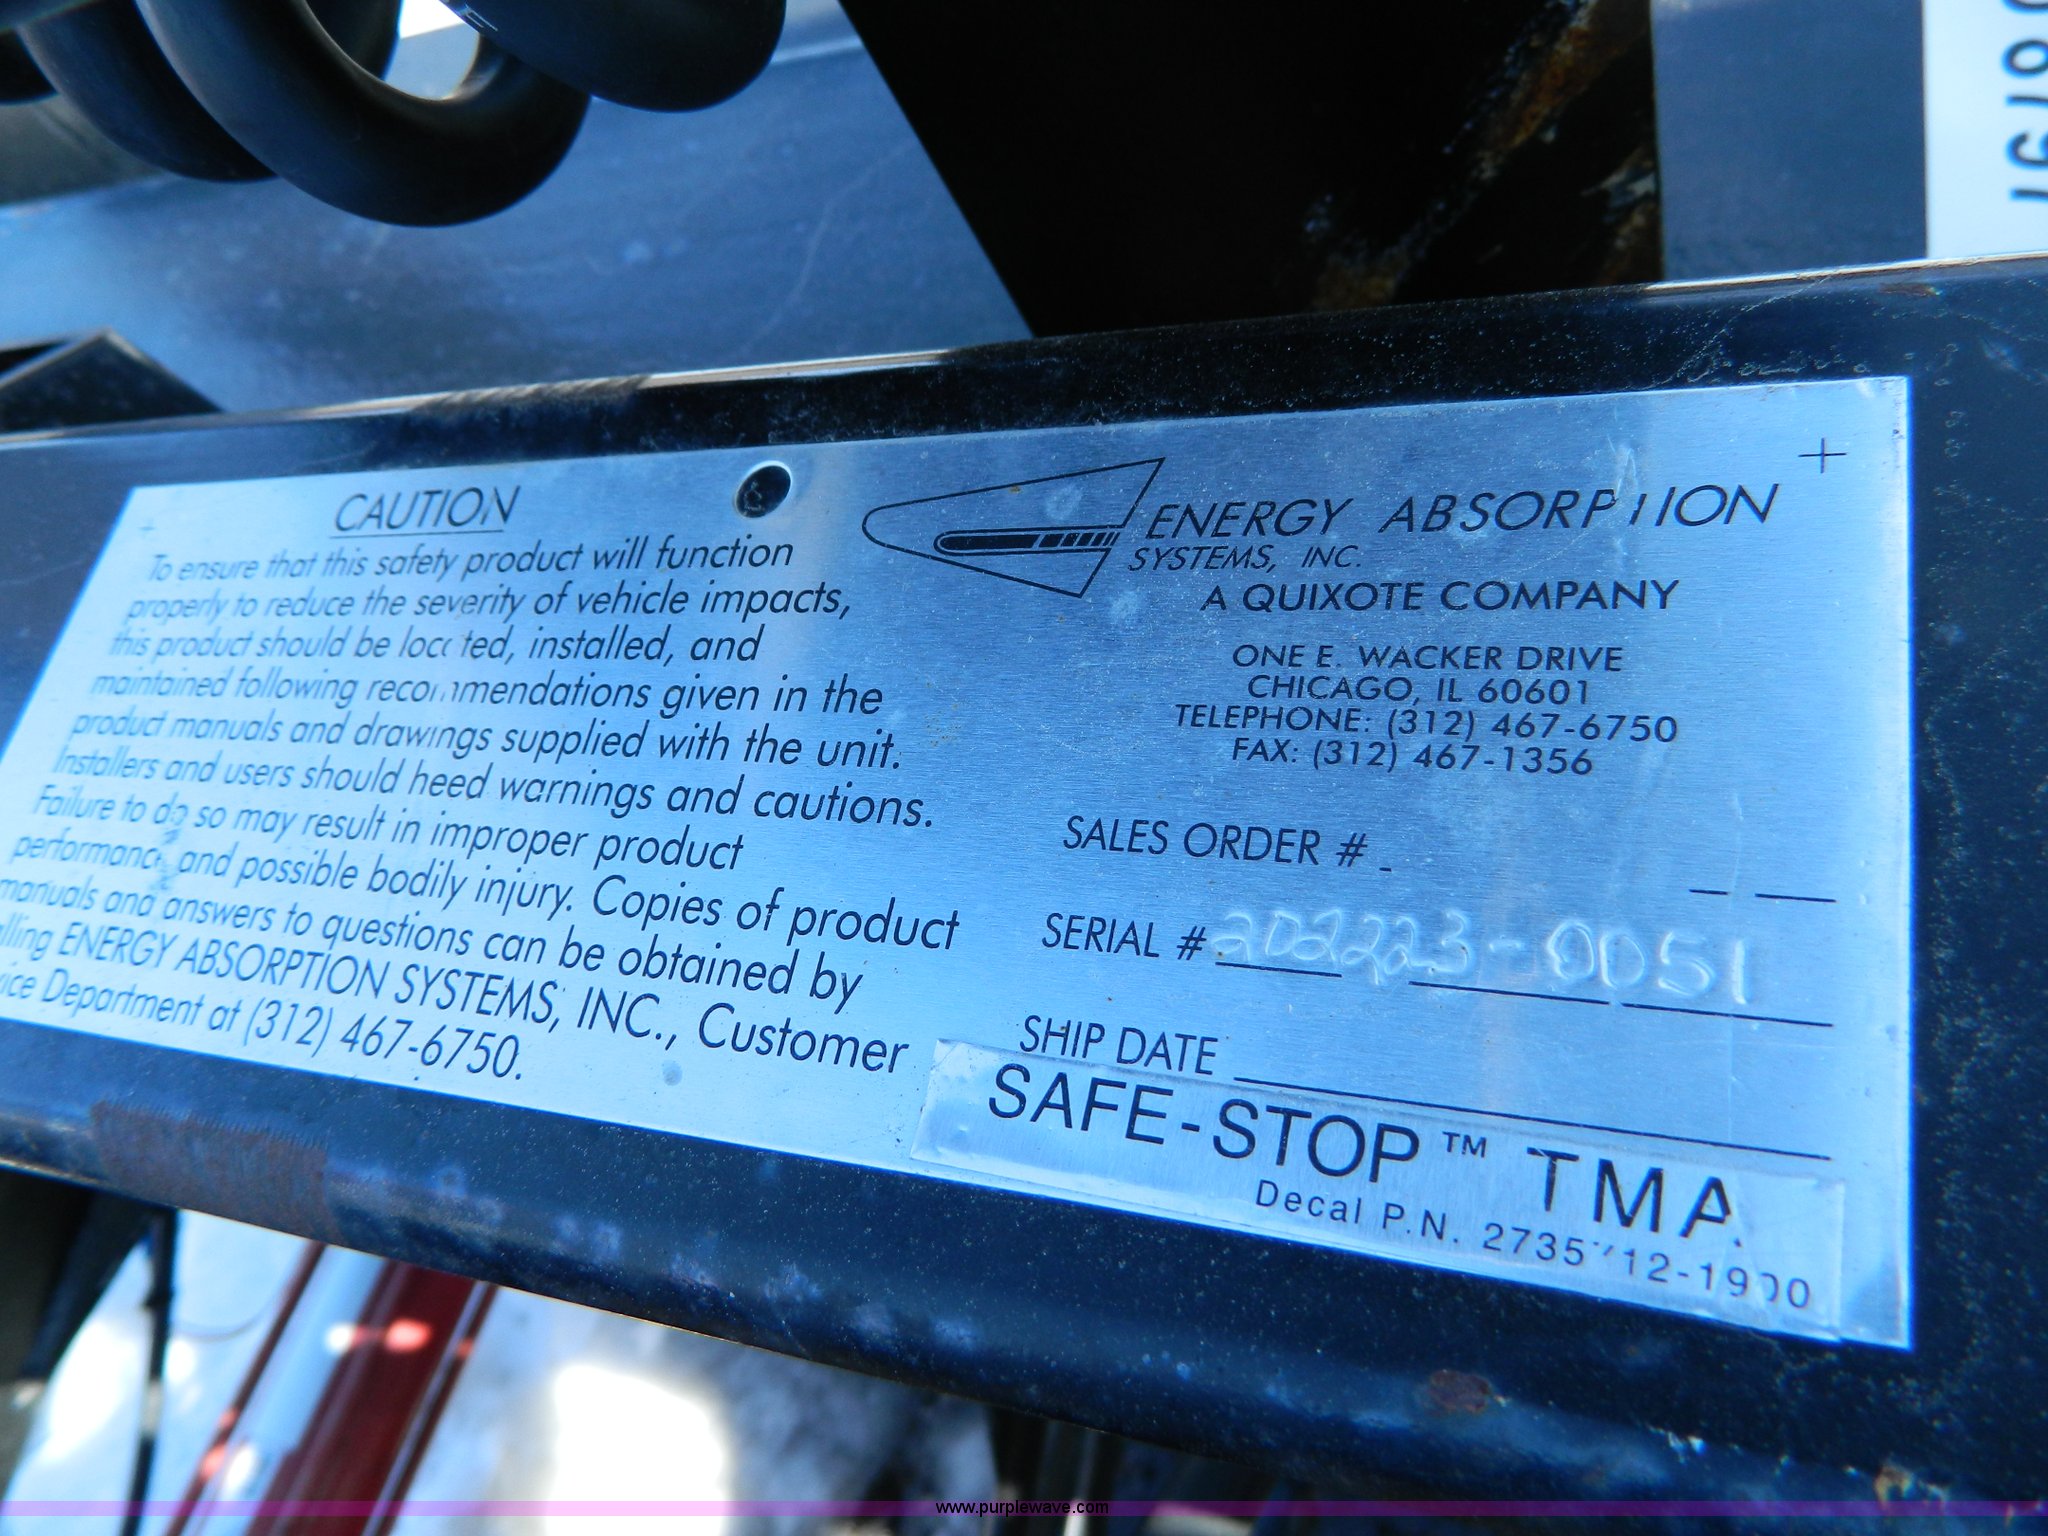 CAUTION
To ensure that this safety product will function
properly to reduce the severity of vehicle impacts,
this product should be located, installed, and
maintained following recommendations given in the
product manuals and drawings supplied with the unit.
Installers and users should heed warnings and cautions.
Failure to do so may result in improper product
performance and possible bodily injury. Copies of product
manuals and answers to questions can be obtained by
ENERGY ABSORPTION SYSTEMS, INC., Customer
Department at (312) 467-6750.
ENERGY ABSORPTION
SYSTEMS, INC.
A QUIXOTE COMPANY
ONE E. WACKER DRIVE
CHICAGO, IL 60601
TELEPHONE: (312) 467-6750
FAX: (312) 467-1356
SALES ORDER #
SERIAL # 202223-0051
SHIP DATE
SAFE-STOP™ TMA
Decal P.N.
www.purplewave.com